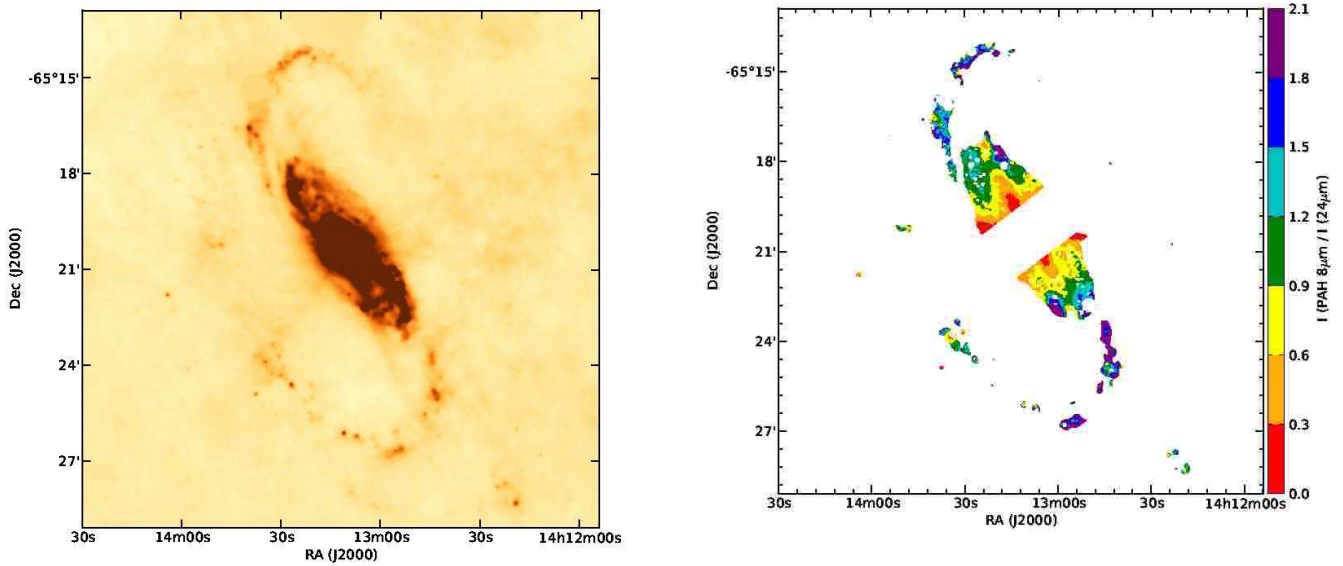 -65°15'
18'
21'
24'
27'
Dec (J2000)
30s 14m00s 30s 13m00s 30s 14h12m00s
RA (J2000)
-65°15'
18'
21'
24'
27'
Dec (J2000)
30s 14m00s 30s 13m00s 30s 14h12m00s
RA (J2000)
2.1
1.8
1.5
1.2
0.9
0.6
0.3
0.0
I (PAH 8μm / I (24μm)